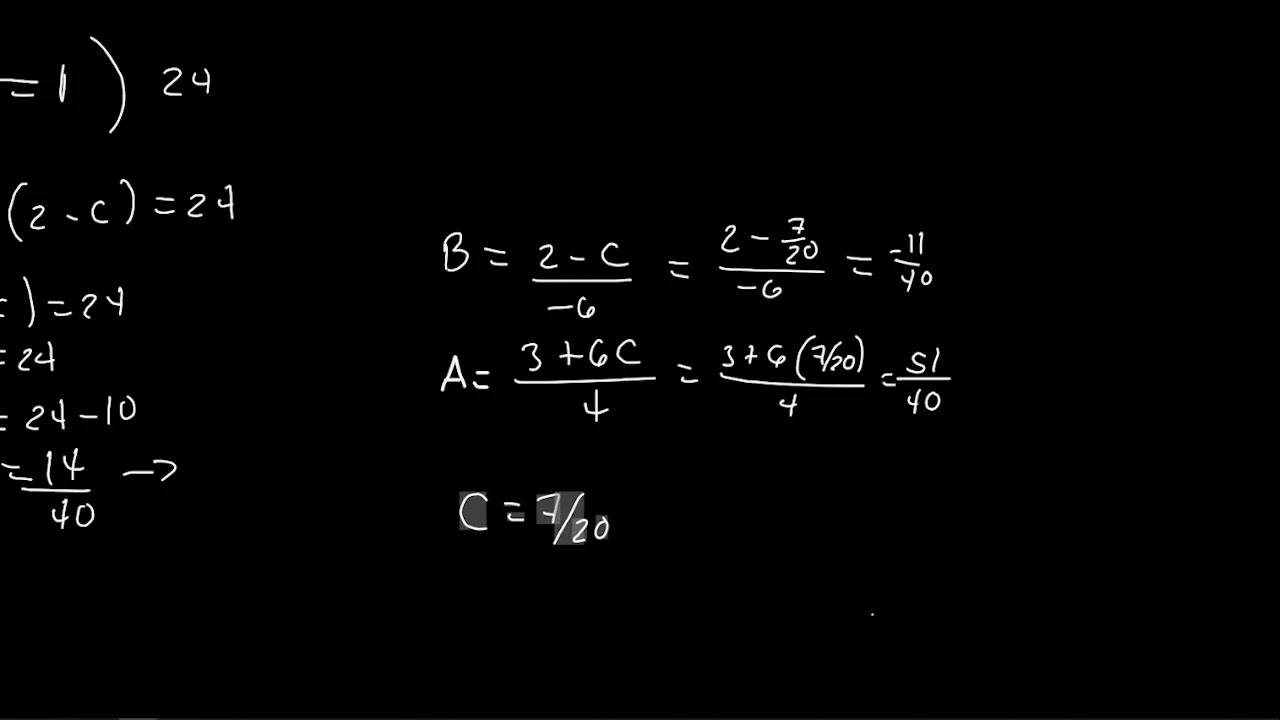 = 1 ) 24
(2 - C) = 24
) = 24
= 24
= 24 - 10
= 14/40 →
B = (2 - C)/-6 = (2 - 7/20)/-6 = -11/40
A = (3 + 6C)/4 = (3 + 6(7/20))/4 = 51/40
C = 7/20